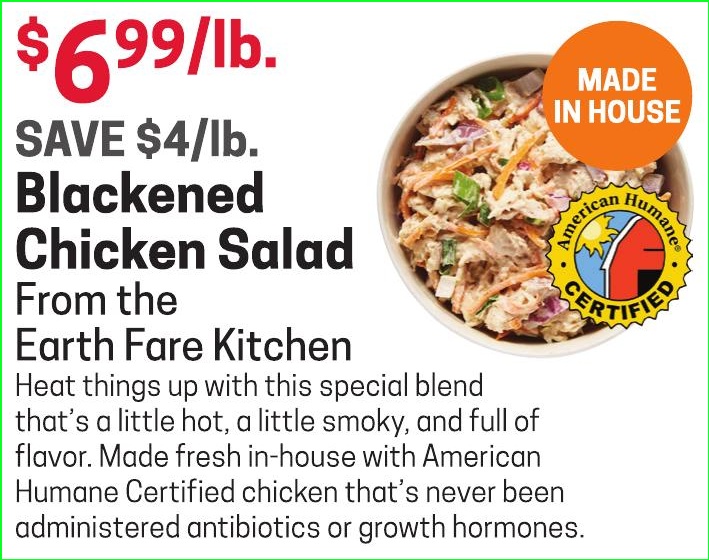 $6.99/lb.
SAVE $4/lb.
Blackened
Chicken Salad
From the
Earth Fare Kitchen
Heat things up with this special blend
that's a little hot, a little smoky, and full of
flavor. Made fresh in-house with American
Humane Certified chicken that's never been
administered antibiotics or growth hormones.
MADE
IN HOUSE
American Humane®
CERTIFIED